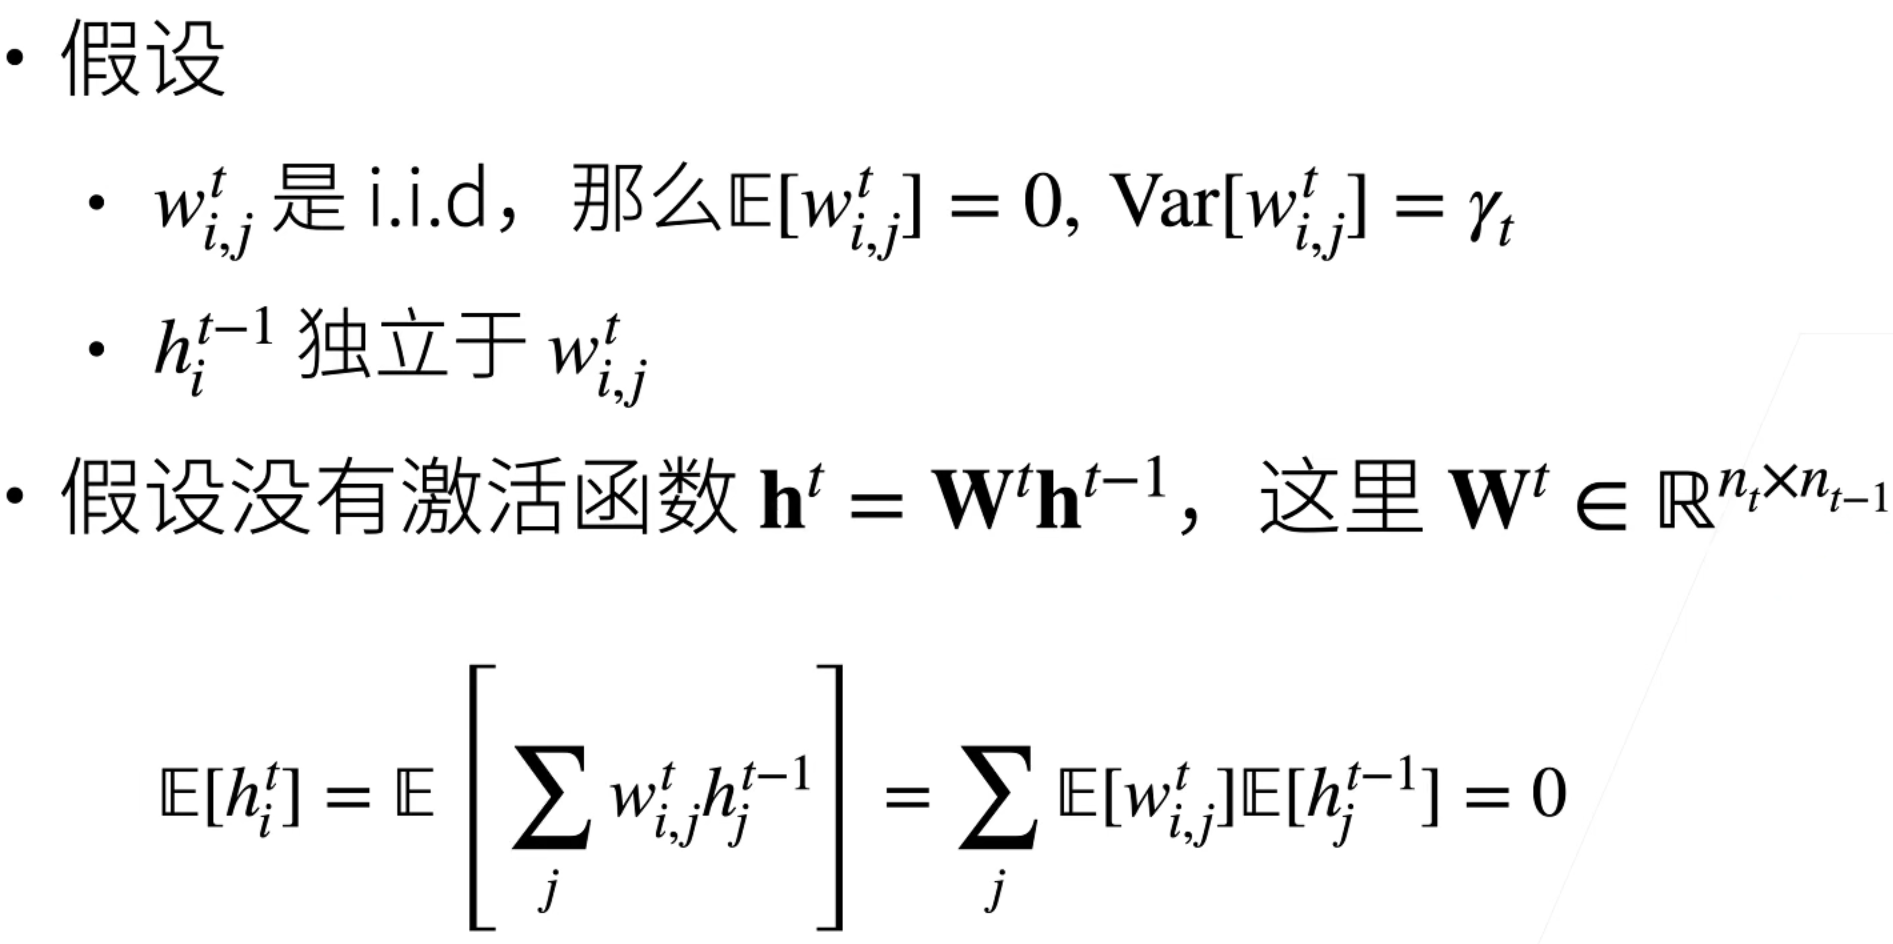 • 假设
• $w_{i,j}^t$ 是 i.i.d，那么 $\mathbb{E}[w_{i,j}^t] = 0$, $\mathrm{Var}[w_{i,j}^t] = \gamma_t$
• $h_i^{t-1}$ 独立于 $w_{i,j}^t$
• 假设没有激活函数 $\mathbf{h}^t = \mathbf{W}^t\mathbf{h}^{t-1}$，这里 $\mathbf{W}^t \in \mathbb{R}^{n_t \times n_{t-1}}$
$\mathbb{E}[h_i^t] = \mathbb{E}\left[\sum_j w_{i,j}^t h_j^{t-1}\right] = \sum_j \mathbb{E}[w_{i,j}^t]\mathbb{E}[h_j^{t-1}] = 0$